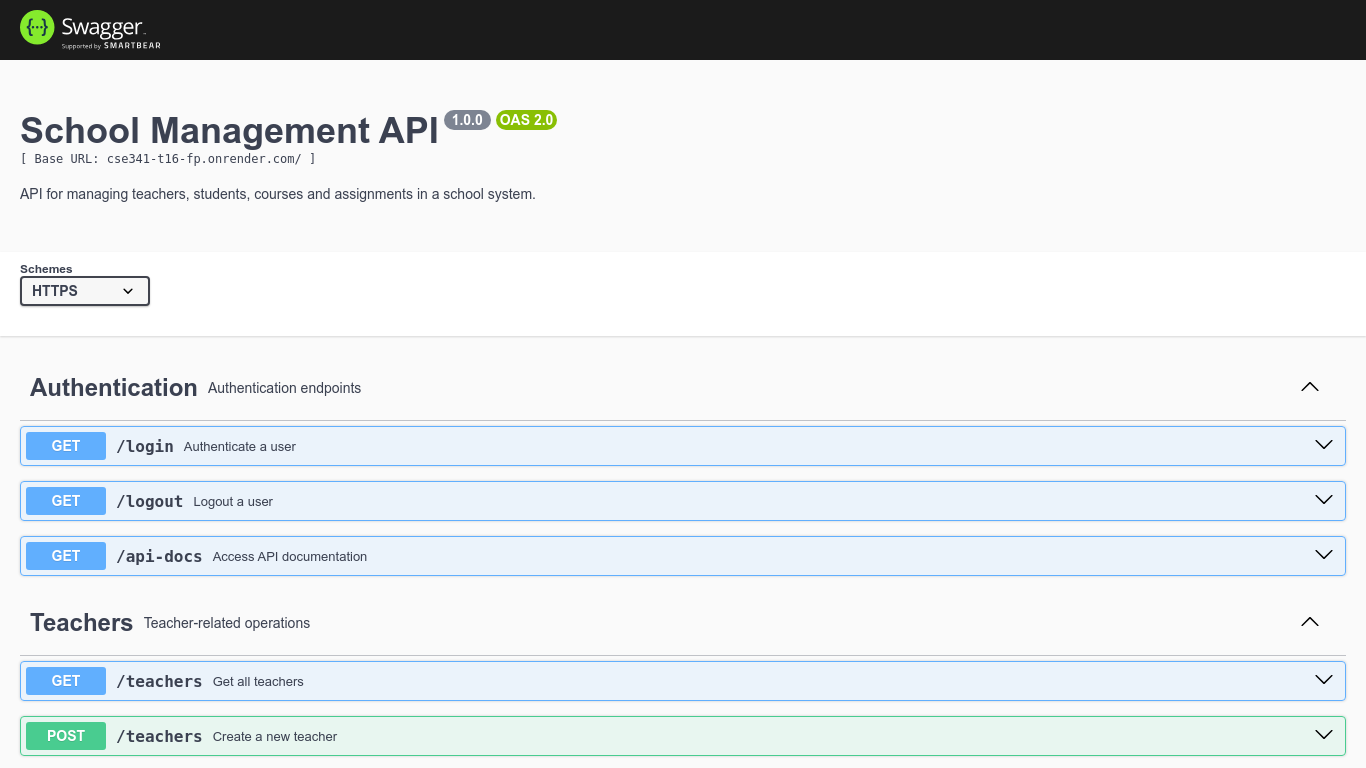 {···} Swagger
Supported by SMARTBEAR
School Management API 1.0.0 OAS 2.0
[ Base URL: cse341-t16-fp.onrender.com/ ]
API for managing teachers, students, courses and assignments in a school system.
Schemes
HTTPS
Authentication Authentication endpoints
GET /login Authenticate a user
GET /logout Logout a user
GET /api-docs Access API documentation
Teachers Teacher-related operations
GET /teachers Get all teachers
POST /teachers Create a new teacher